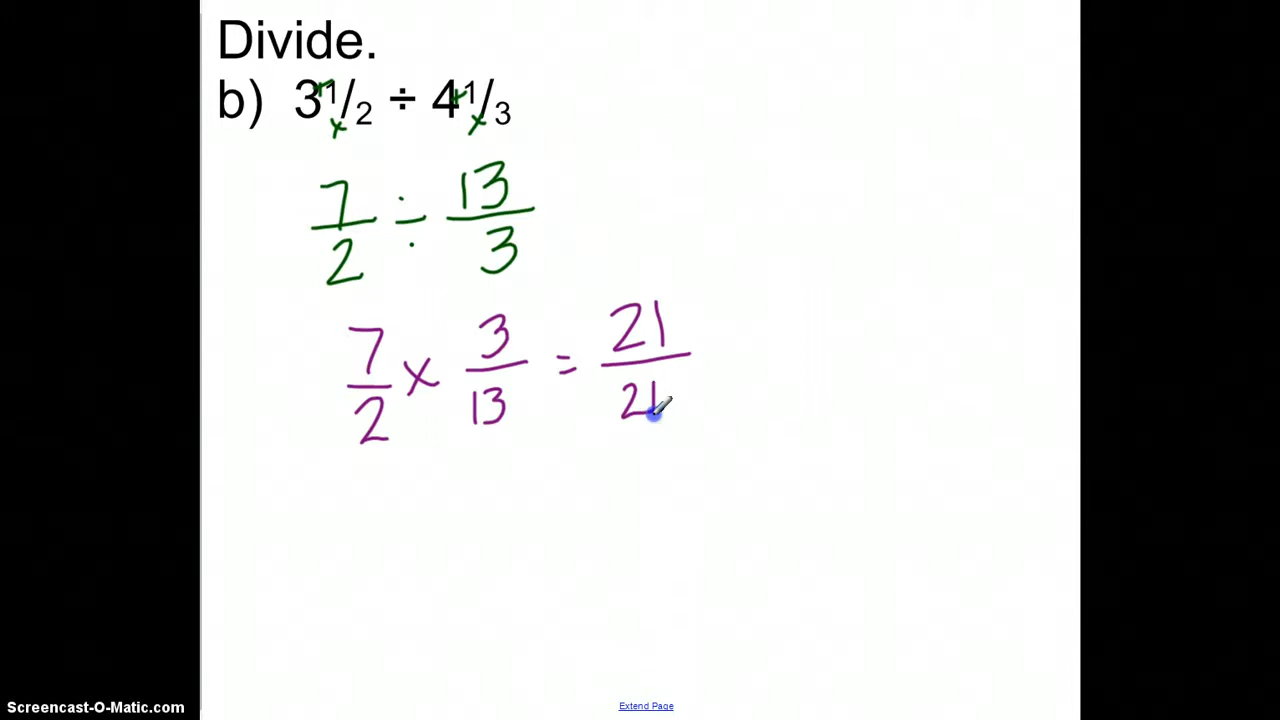 Divide.
b) 3 1/2 ÷ 4 1/3
7/2 ÷ 13/3
7/2 x 3/13 = 21/21
Screencast-O-Matic.com
Extend Page